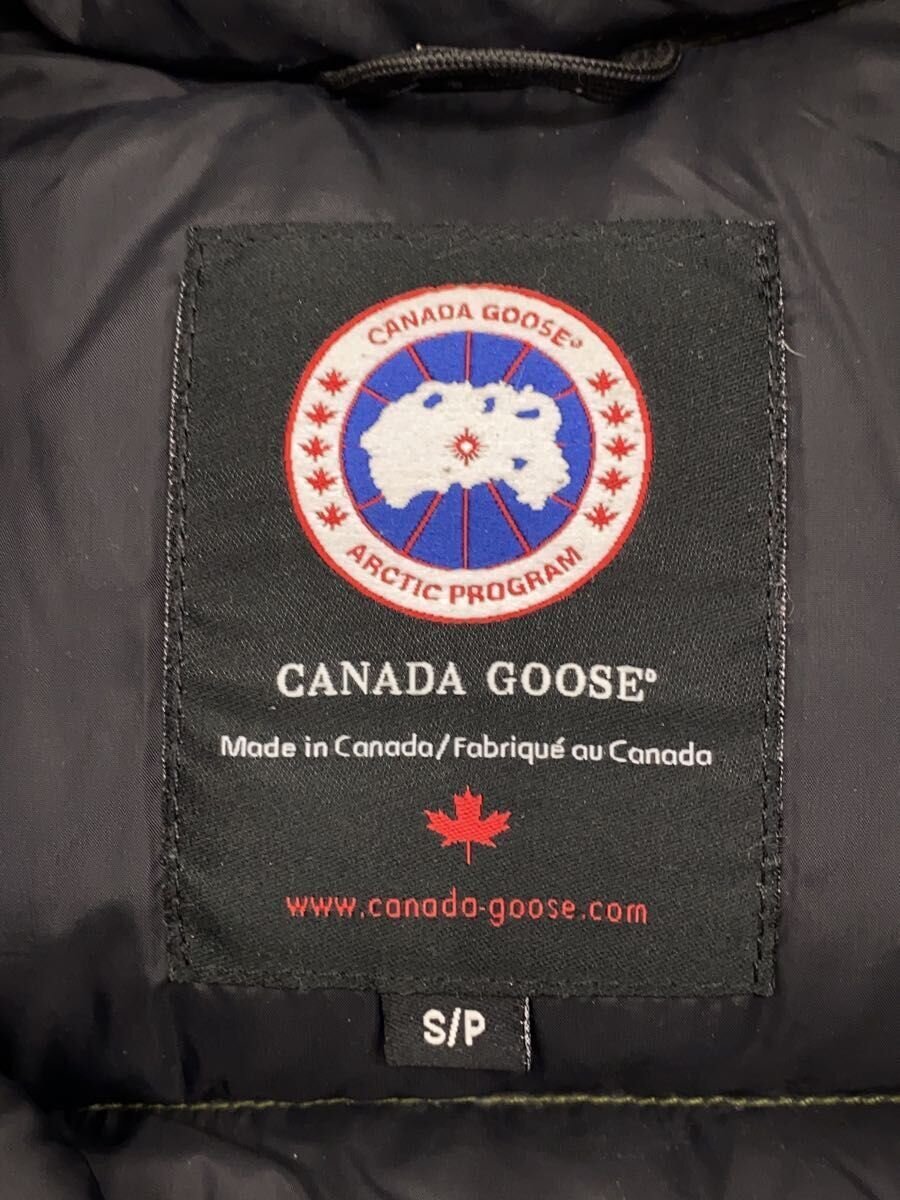 CANADA GOOSE®
ARCTIC PROGRAM
CANADA GOOSE®
Made in Canada/Fabriqué au Canada
www.canada-goose.com
S/P